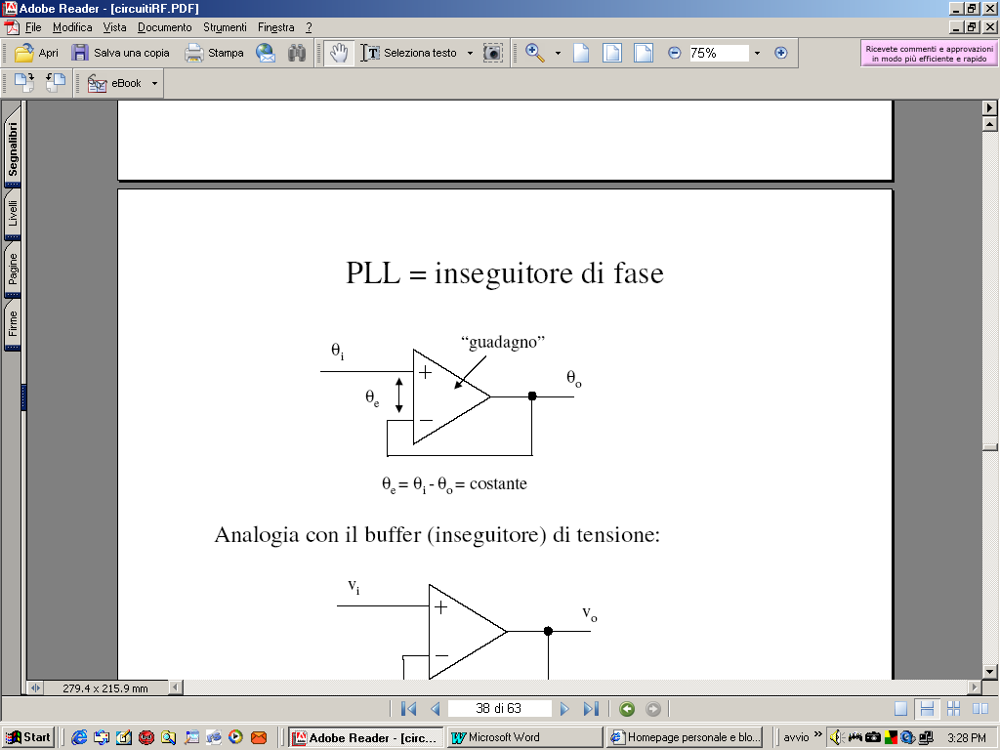 Adobe Reader - [circuitiRF.PDF]
File Modifica Vista Documento Strumenti Finestra ?
Apri Salva una copia Stampa Seleziona testo 75%
Ricevete commenti e approvazioni
in modo più efficiente e rapido
eBook
Segnalibri
Livelli
Pagine
Firme
PLL = inseguitore di fase
“guadagno”
θi
+
θo
θe
−
θe = θi - θo = costante
Analogia con il buffer (inseguitore) di tensione:
vi
+
vo
−
279.4 x 215.9 mm
38 di 63
Start Adobe Reader - [circ... Microsoft Word Homepage personale e blo... avvio » 3:28 PM